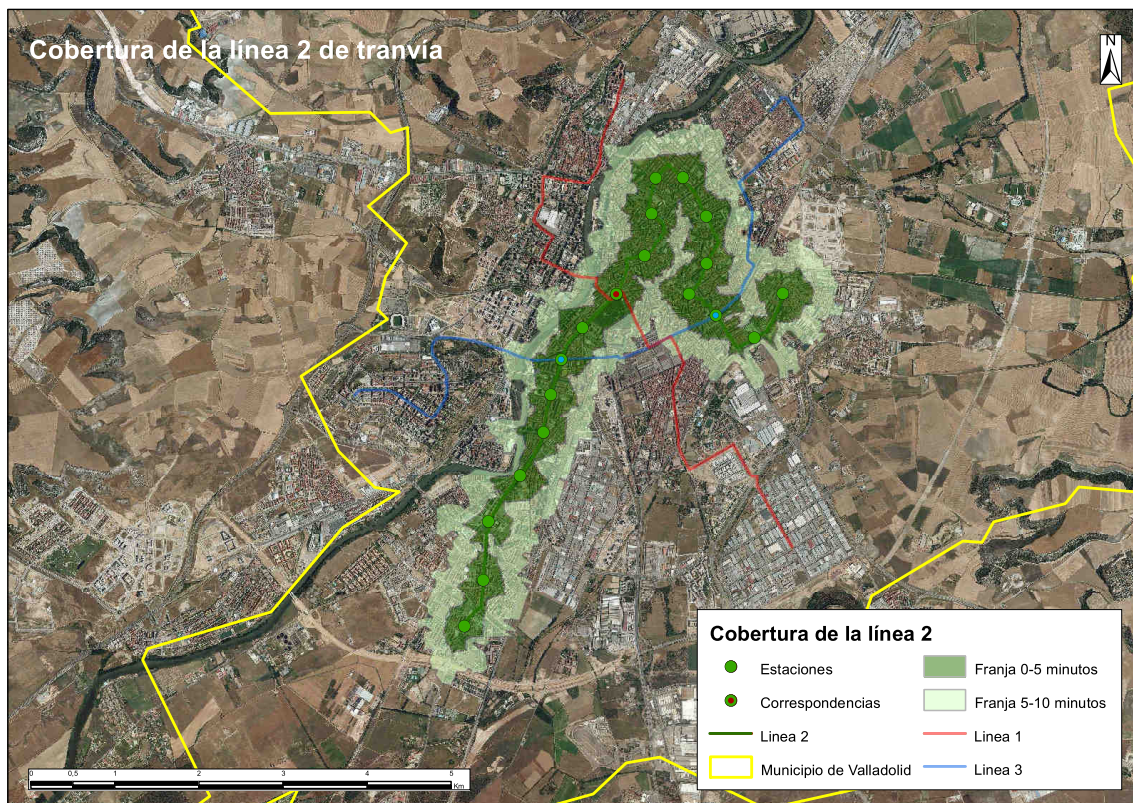 Cobertura de la línea 2 de tranvía
N
Cobertura de la línea 2
Estaciones
Franja 0-5 minutos
Correspondencias
Franja 5-10 minutos
Linea 2
Linea 1
Municipio de Valladolid
Linea 3
0 0,5 1 2 3 4 5
Km